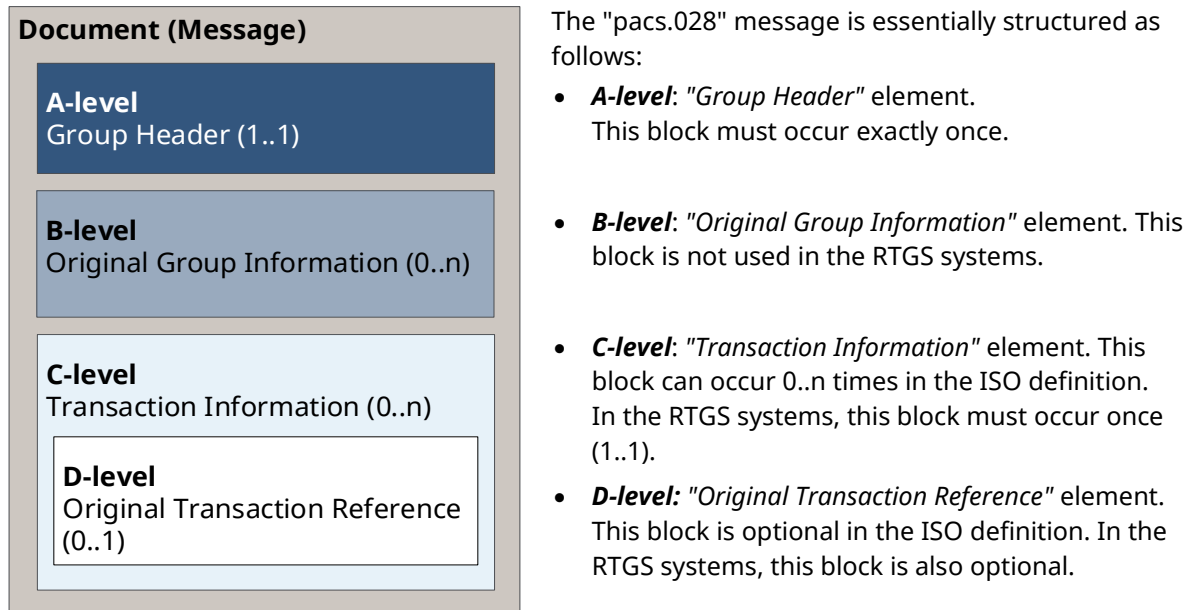 Document (Message)
A-level
Group Header (1..1)
B-level
Original Group Information (0..n)
C-level
Transaction Information (0..n)
D-level
Original Transaction Reference
(0..1)
The "pacs.028" message is essentially structured as
follows:
• A-level: "Group Header" element.
This block must occur exactly once.
• B-level: "Original Group Information" element. This
block is not used in the RTGS systems.
• C-level: "Transaction Information" element. This
block can occur 0..n times in the ISO definition.
In the RTGS systems, this block must occur once
(1..1).
• D-level: "Original Transaction Reference" element.
This block is optional in the ISO definition. In the
RTGS systems, this block is also optional.